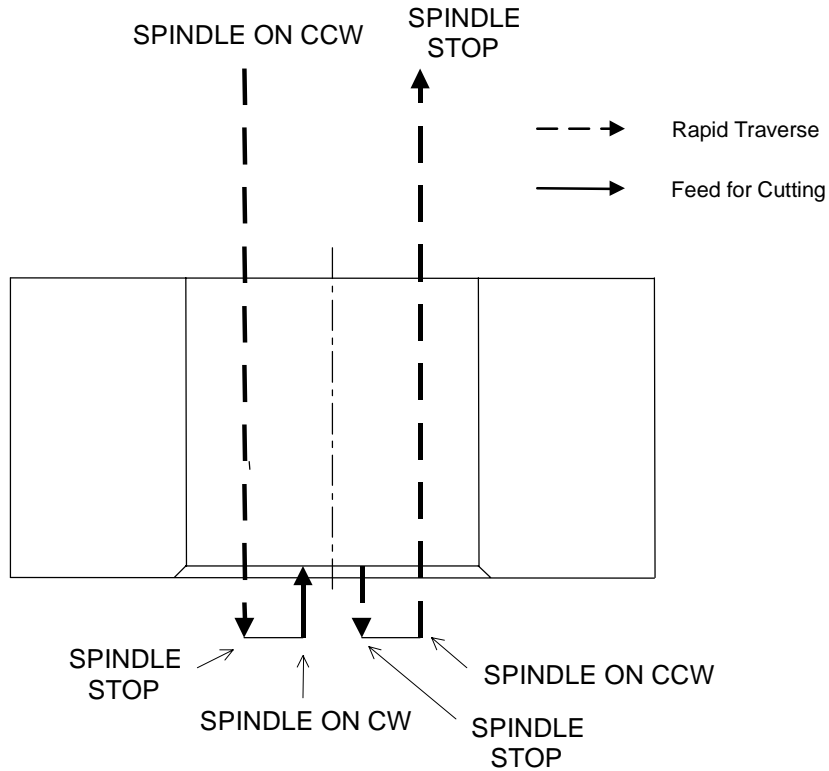 SPINDLE ON CCW
SPINDLE
STOP
Rapid Traverse
Feed for Cutting
SPINDLE
STOP
SPINDLE ON CW
SPINDLE
STOP
SPINDLE ON CCW